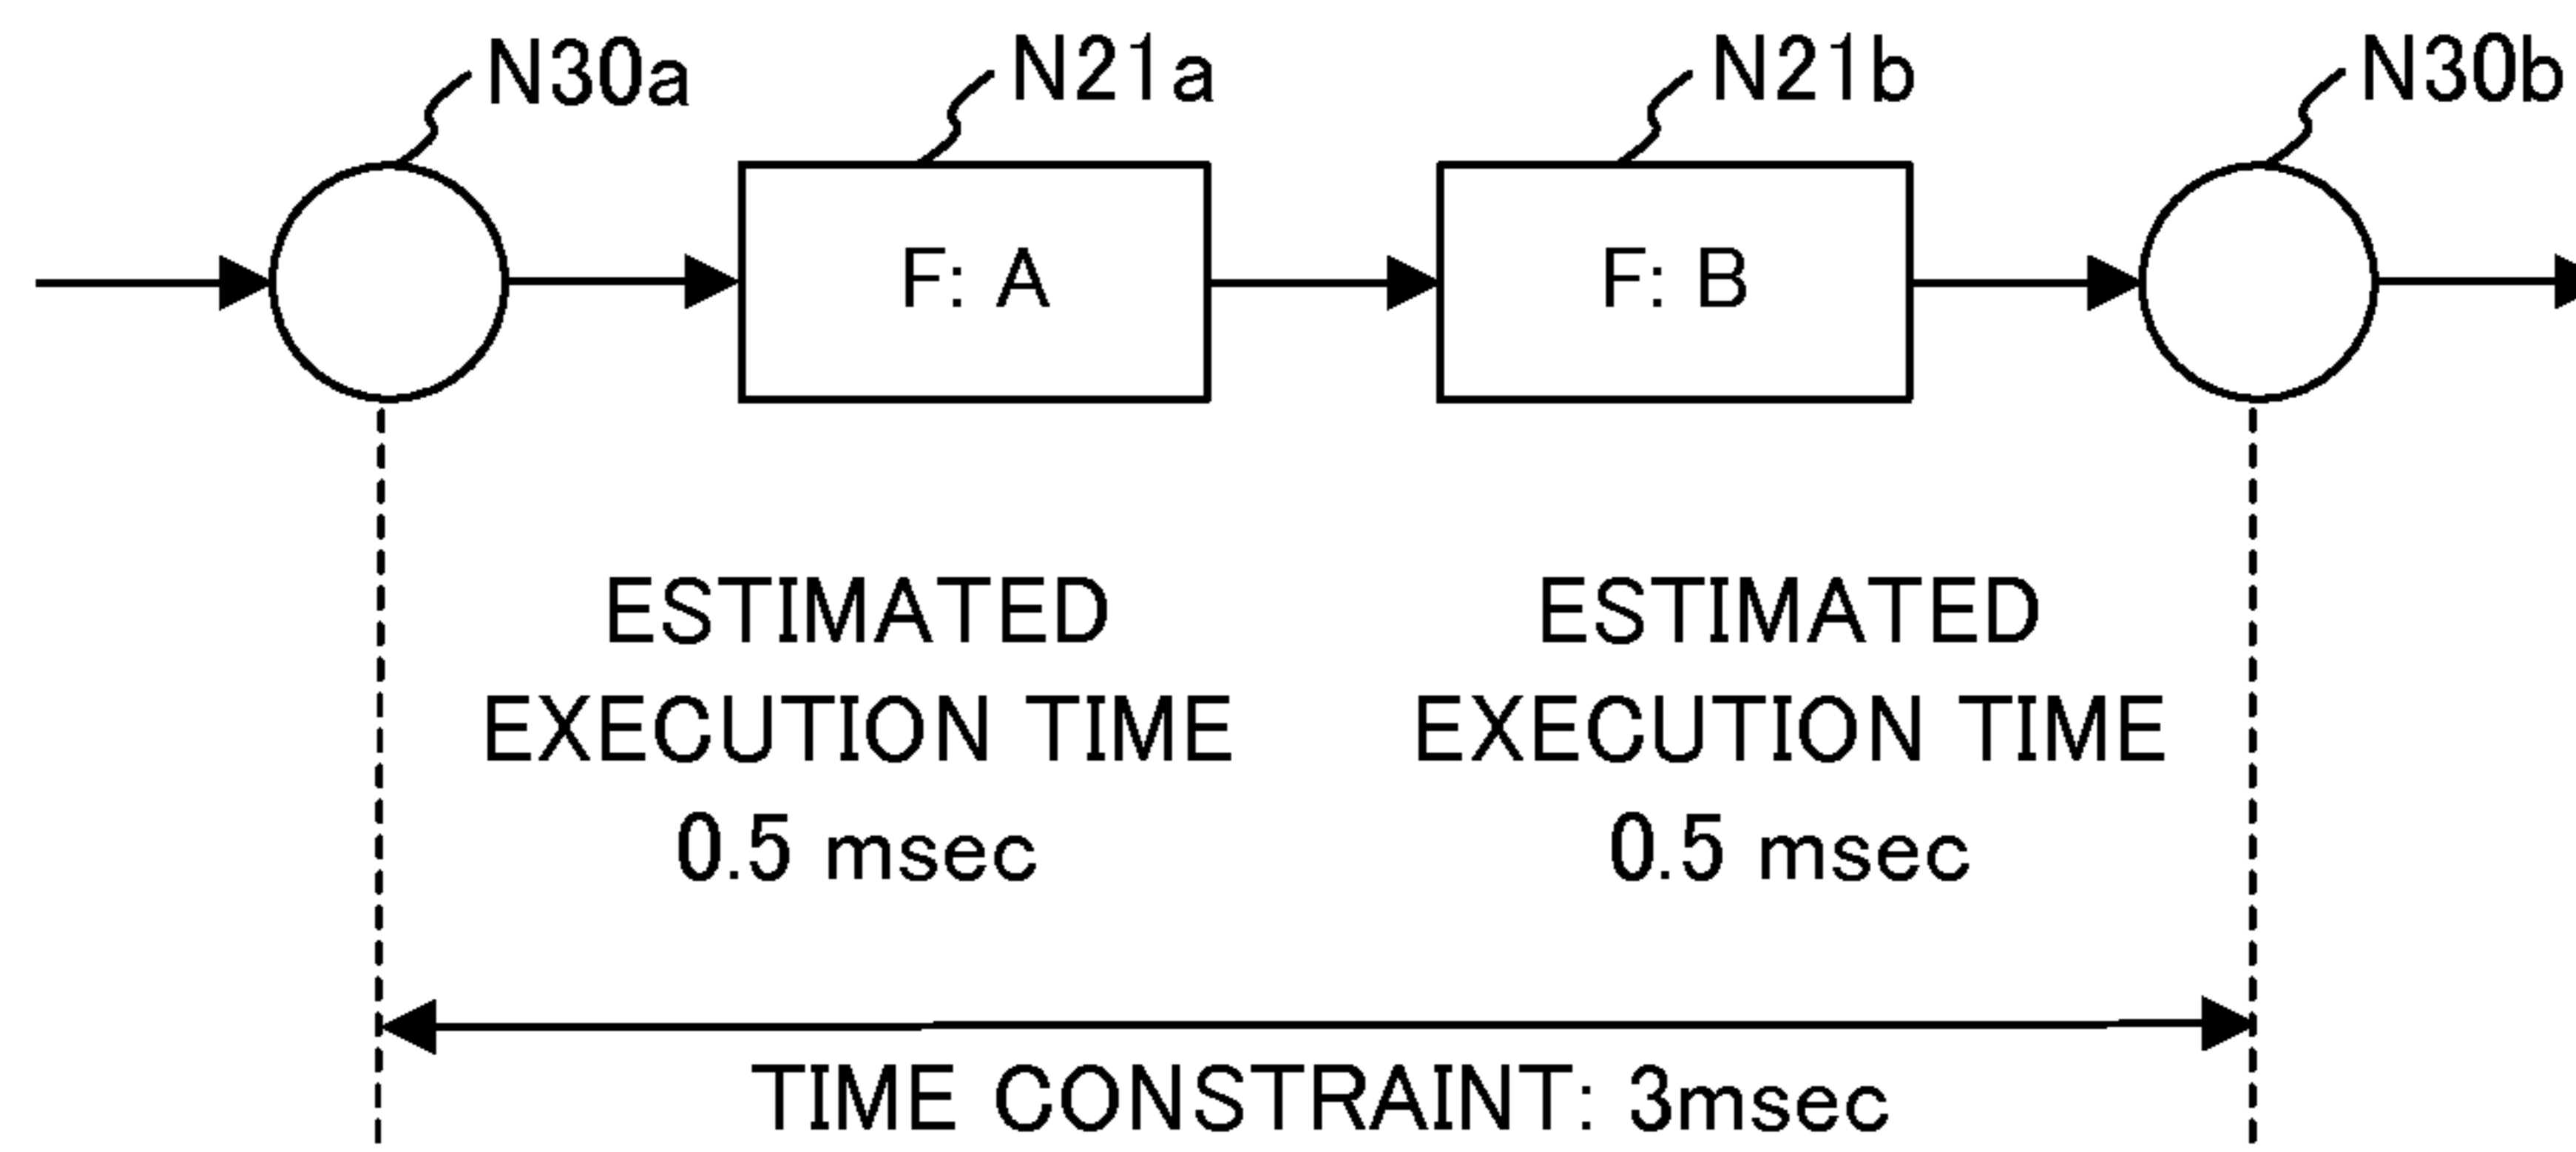 N30a
N21a
N21b
N30b
F: A
F: B
ESTIMATED
EXECUTION TIME
0.5 msec
ESTIMATED
EXECUTION TIME
0.5 msec
TIME CONSTRAINT: 3msec